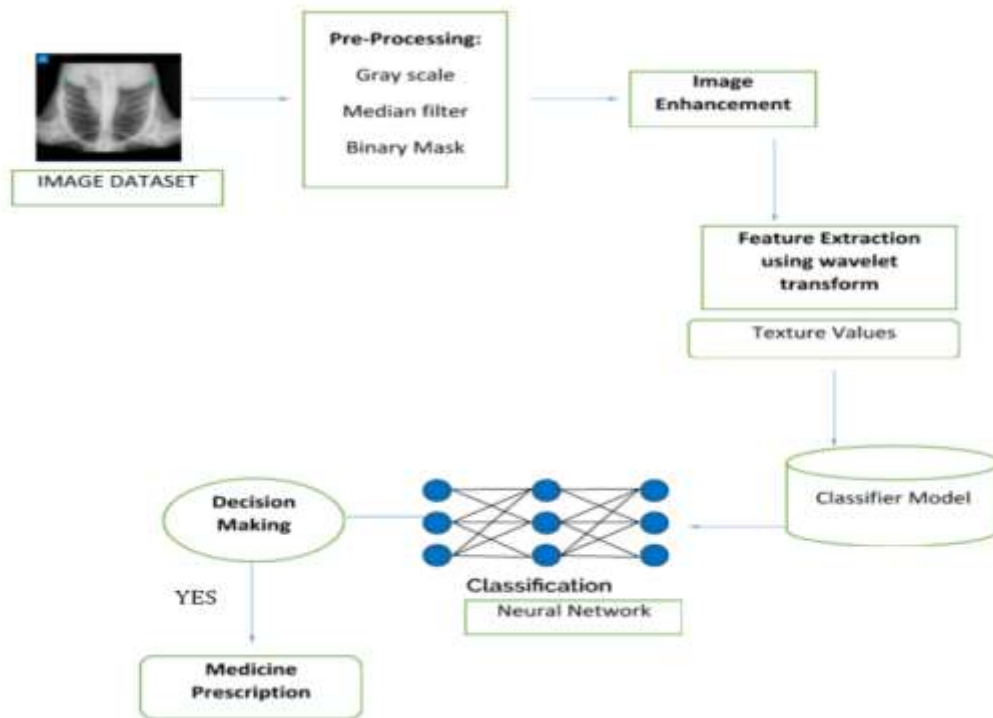 IMAGE DATASET
Pre-Processing:
Gray scale
Median filter
Binary Mask
Image
Enhancement
Feature Extraction
using wavelet
transform
Texture Values
Classifier Model
Classification
Neural Network
Decision
Making
YES
Medicine
Prescription